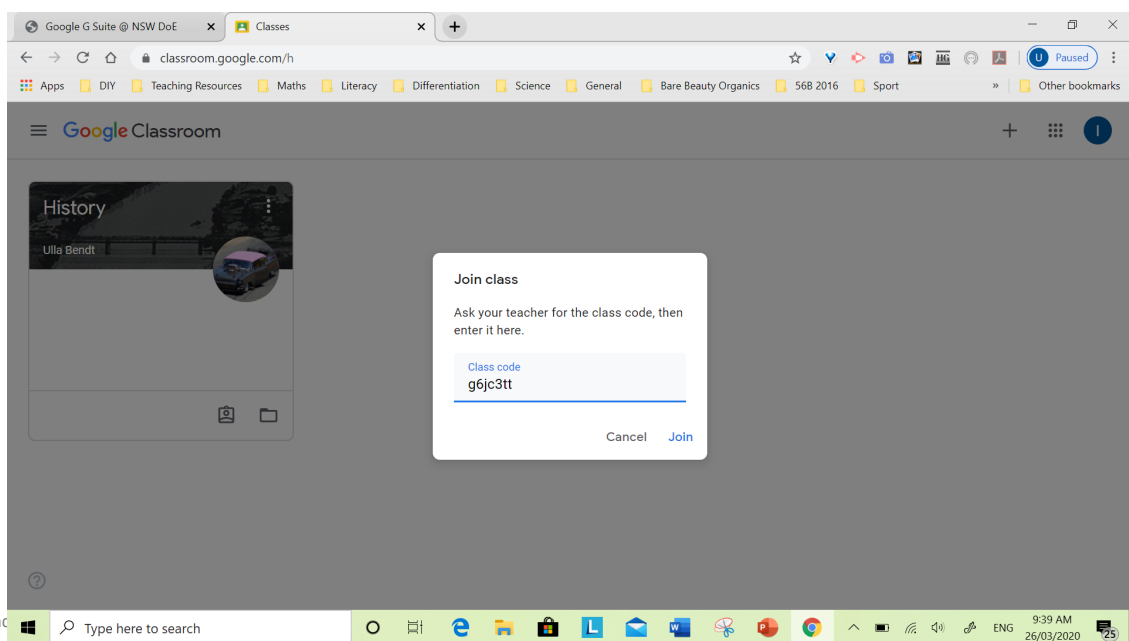 Google G Suite @ NSW DoE
Classes
classroom.google.com/h
U Paused
Apps DIY Teaching Resources Maths Literacy Differentiation Science General Bare Beauty Organics 56B 2016 Sport » Other bookmarks
Google Classroom
I
History
Ulla Bendt
Join class
Ask your teacher for the class code, then
enter it here.
Class code
g6jc3tt
Cancel Join
Type here to search
ENG
9:39 AM
26/03/2020
25